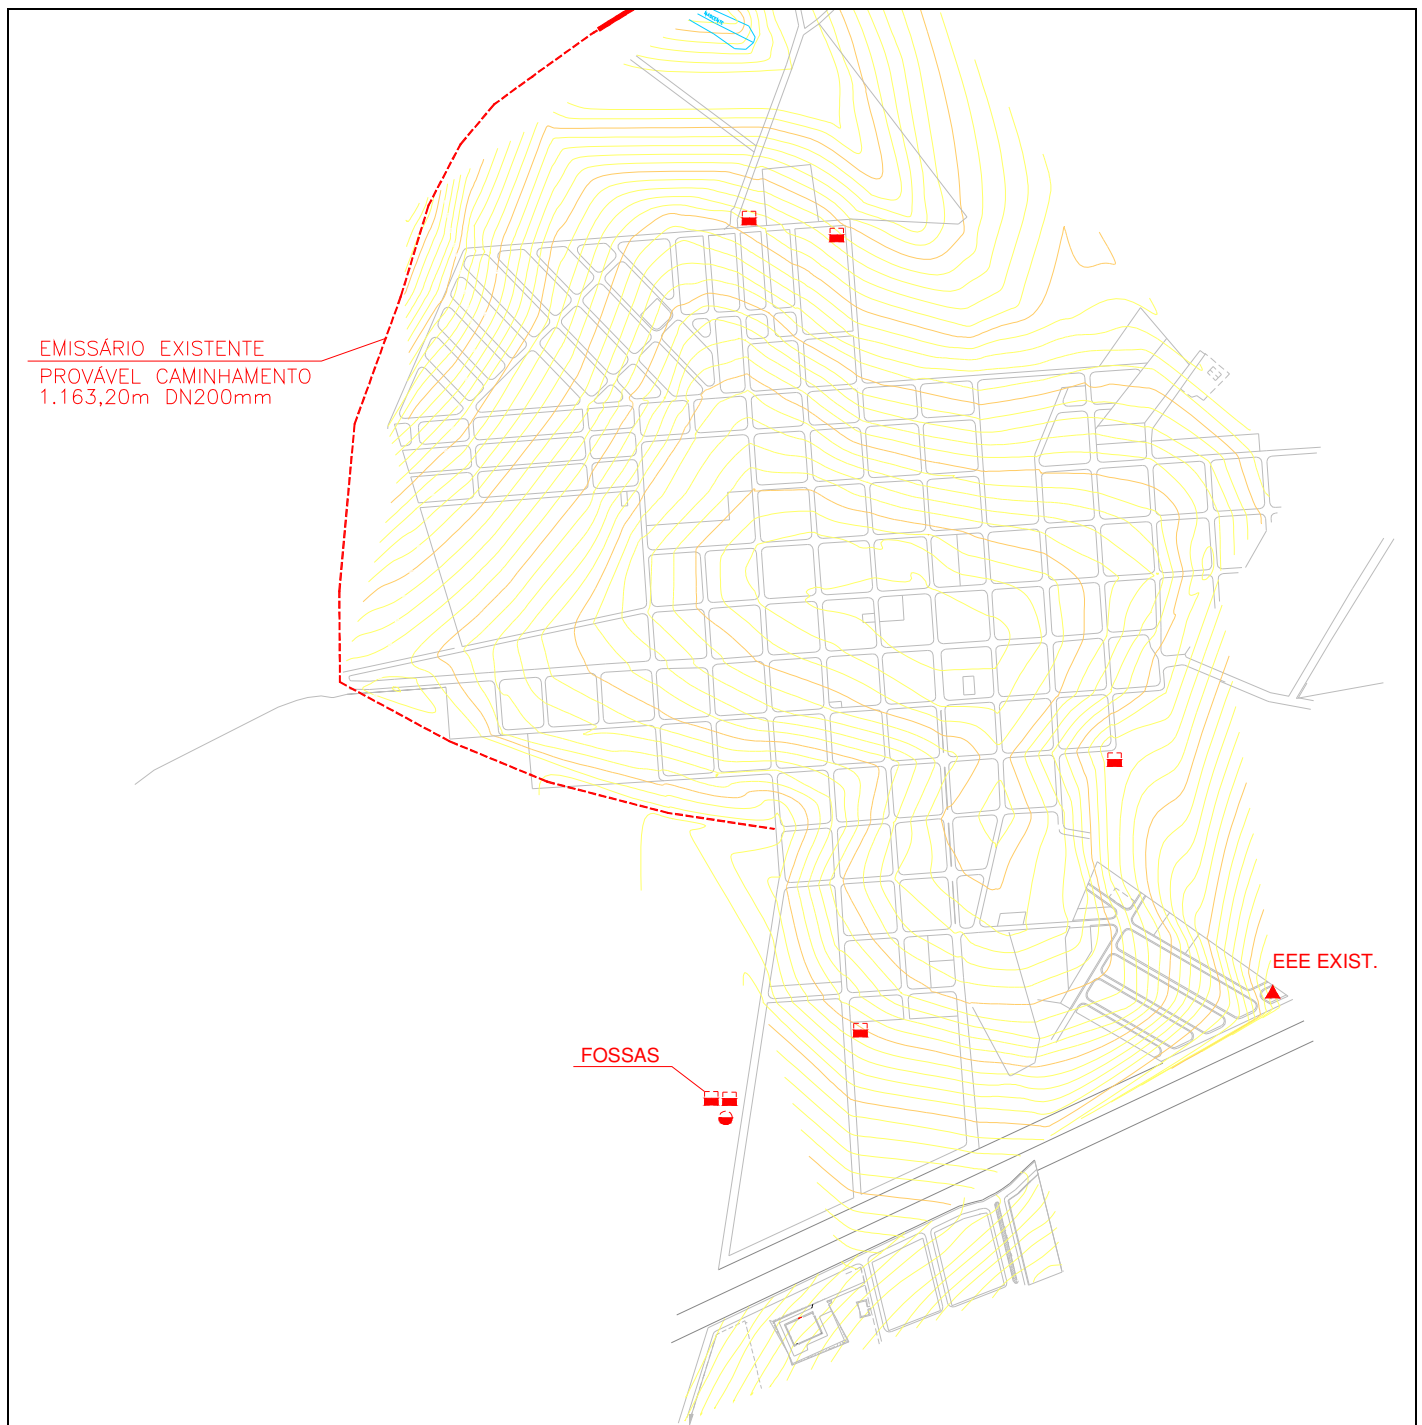 EMISSÁRIO EXISTENTE
PROVÁVEL CAMINHAMENTO
1.163,20m DN200mm
EEE EXIST.
FOSSAS